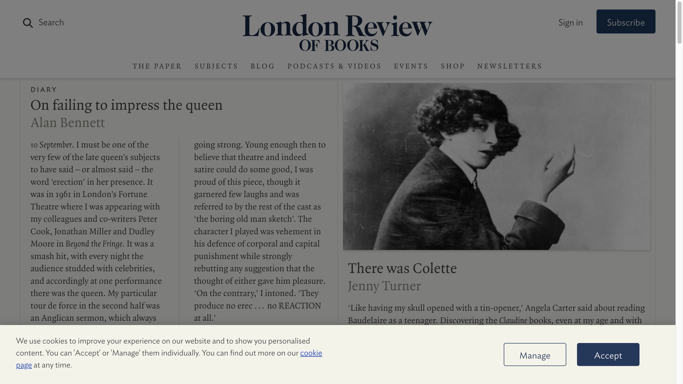 Search
London Review
OF BOOKS
Sign in
Subscribe
THE PAPER
SUBJECTS
BLOG
PODCASTS & VIDEOS
EVENTS
SHOP
NEWSLETTERS
DIARY
On failing to impress the queen
Alan Bennett
10 September. I must be one of the
very few of the late queen's subjects
to have said – or almost said – the
word 'erection' in her presence. It
was in 1961 in London's Fortune
Theatre where I was appearing with
my colleagues and co-writers Peter
Cook, Jonathan Miller and Dudley
Moore in Beyond the Fringe. It was a
smash hit, with every night the
audience studded with celebrities,
and accordingly at one performance
there was the queen. My particular
tour de force in the second half was
an Anglican sermon, which always
going strong. Young enough then to
believe that theatre and indeed
satire could do some good, I was
proud of this piece, though it
garnered few laughs and was
referred to by the rest of the cast as
'the boring old man sketch'. The
character I played was vehement in
his defence of corporal and capital
punishment while strongly
rebutting any suggestion that the
thought of either gave him pleasure.
'On the contrary,' I intoned. 'They
produce no erec . . . no REACTION
at all.'
There was Colette
Jenny Turner
'Like having my skull opened with a tin-opener,' Angela Carter said about reading
Baudelaire as a teenager. Discovering the Claudine books, even at my age and with
We use cookies to improve your experience on our website and to show you personalised
content. You can 'Accept' or 'Manage' them individually. You can find out more on our cookie
page at any time.
Manage
Accept